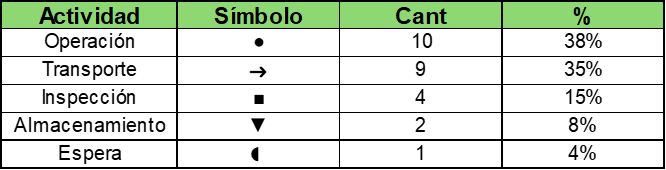 Actividad Símbolo Cant %
Operación ● 10 38%
Transporte → 9 35%
Inspección ■ 4 15%
Almacenamiento ▼ 2 8%
Espera ◖ 1 4%